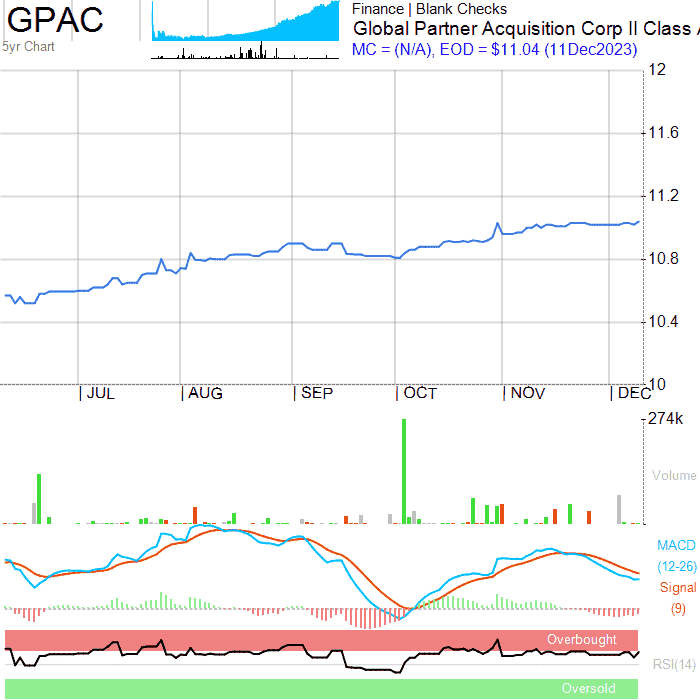 GPAC
5yr Chart
Finance | Blank Checks
Global Partner Acquisition Corp II Class A
MC = (N/A), EOD = $11.04 (11Dec2023)
12
11.6
11.2
10.8
10.4
10
JUL
AUG
SEP
OCT
NOV
DEC
274k
Volume
MACD
(12-26)
Signal
(9)
Overbought
RSI(14)
Oversold